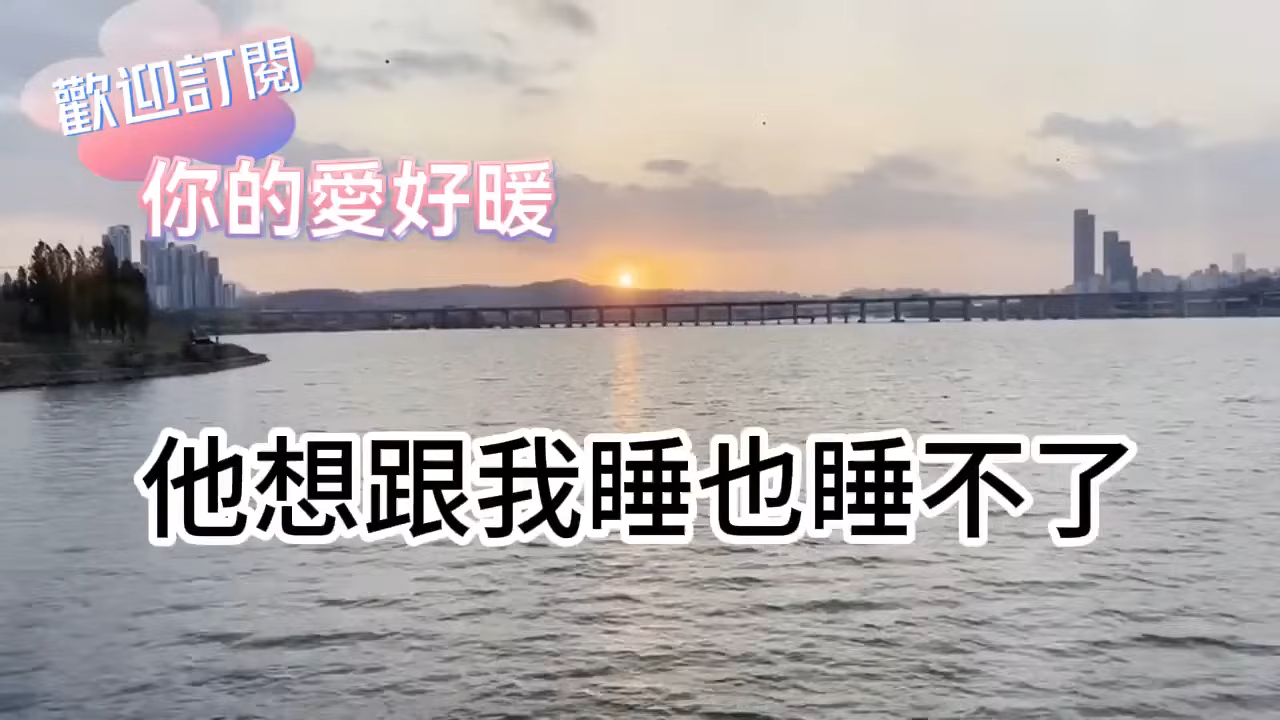 歡迎訂閱
你的愛好暖
他想跟我睡也睡不了